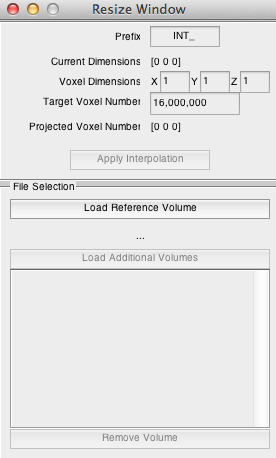 Resize Window
Prefix INT_
Current Dimensions [0 0 0]
Voxel Dimensions X 1 Y 1 Z 1
Target Voxel Number 16,000,000
Projected Voxel Number [0 0 0]
Apply Interpolation
File Selection
Load Reference Volume
...
Load Additional Volumes
Remove Volume